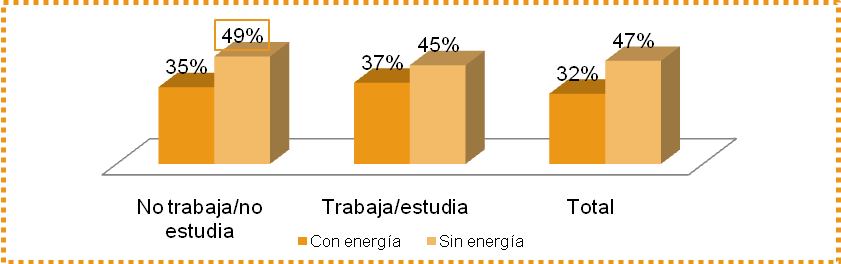 49%
35%
37%
45%
32%
47%
No trabaja/no
estudia
Trabaja/estudia
Total
Con energía
Sin energía